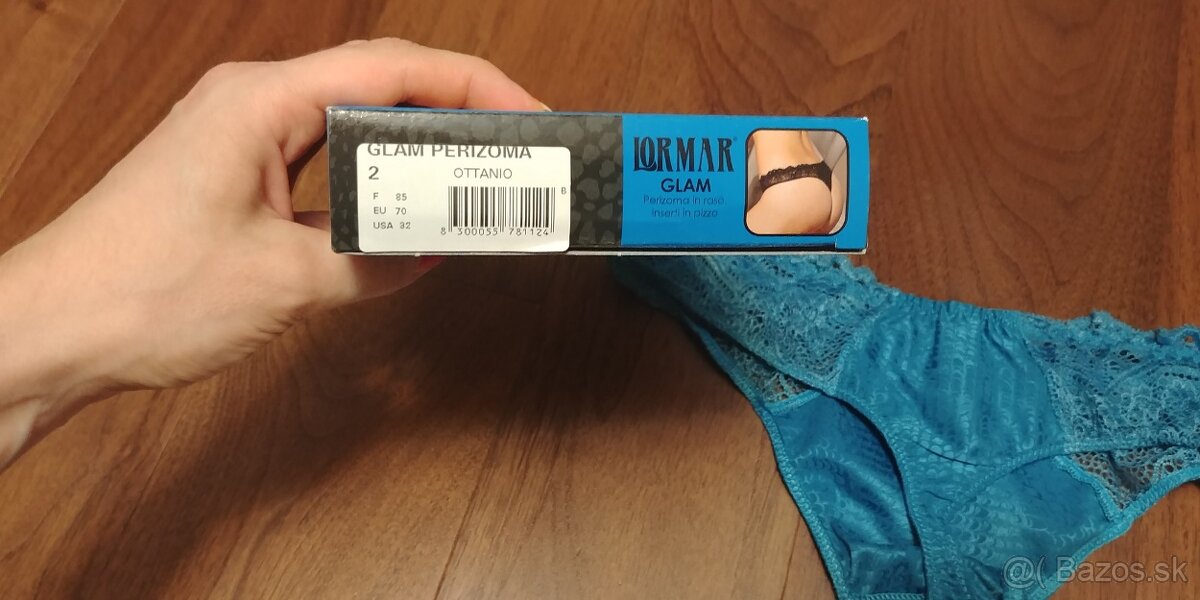 GLAM PERIZOMA
2 OTTANIO
F 85
EU 70
USA 32
B
8 300055 781124
LORMAR®
GLAM
Perizoma in raso.
Inserti in pizzo
@( Bazos.sk